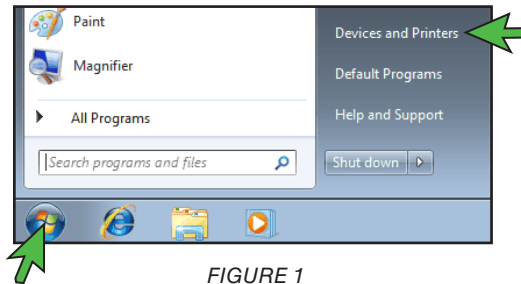 Paint
Devices and Printers
Magnifier
Default Programs
All Programs
Help and Support
Search programs and files
Shut down
FIGURE 1